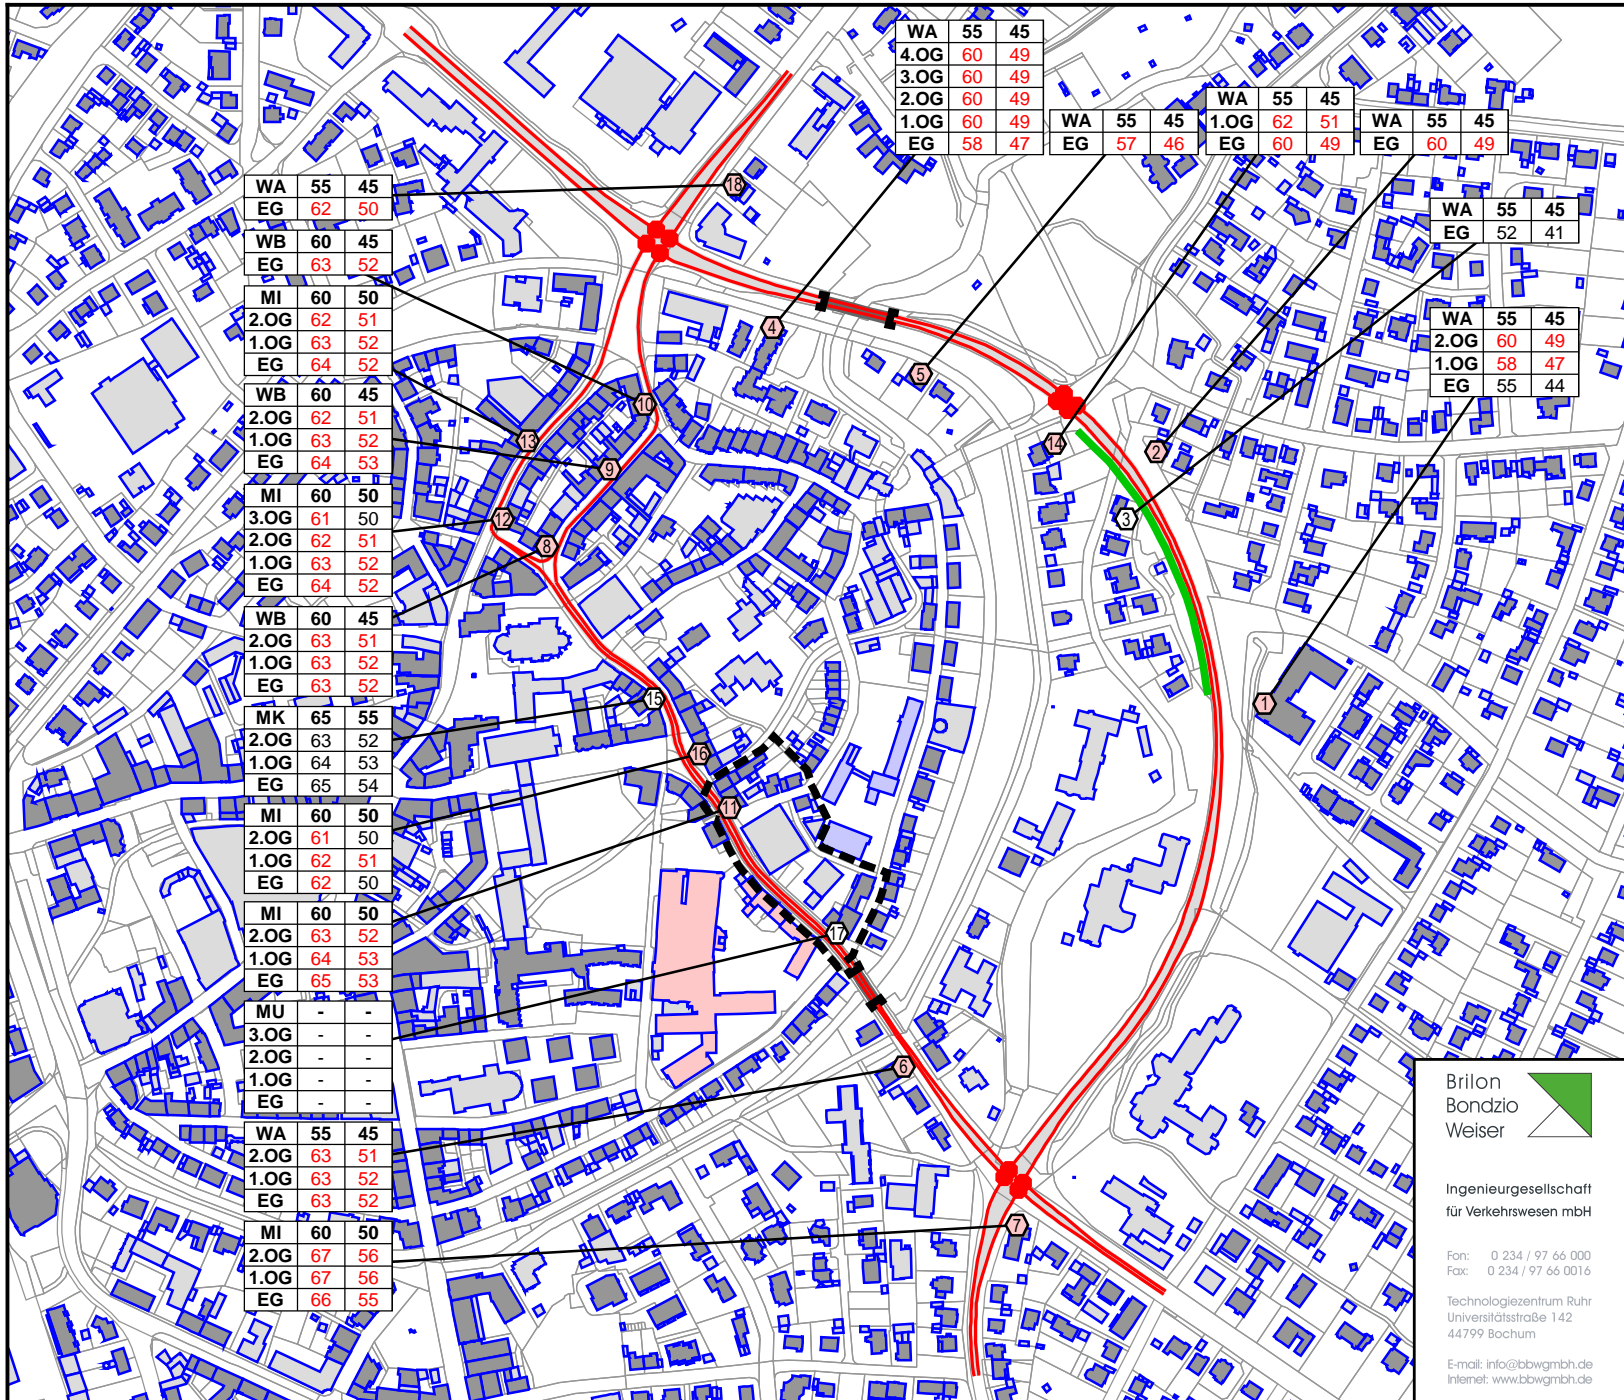 WA 55 45
4.OG 60 49
3.OG 60 49
2.OG 60 49
1.OG 60 49
EG 58 47
WA 55 45
EG 57 46
WA 55 45
1.OG 62 51
EG 60 49
WA 55 45
EG 60 49
WA 55 45
EG 52 41
WA 55 45
2.OG 60 49
1.OG 58 47
EG 55 44
WA 55 45
EG 62 50
WB 60 45
EG 63 52
MI 60 50
2.OG 62 51
1.OG 63 52
EG 64 52
WB 60 45
2.OG 62 51
1.OG 63 52
EG 64 53
MI 60 50
3.OG 61 50
2.OG 62 51
1.OG 63 52
EG 64 52
WB 60 45
2.OG 63 51
1.OG 63 52
EG 63 52
MK 65 55
2.OG 63 52
1.OG 64 53
EG 65 54
MI 60 50
2.OG 61 50
1.OG 62 51
EG 62 50
MI 60 50
2.OG 63 52
1.OG 64 53
EG 65 53
MU - -
3.OG - -
2.OG - -
1.OG - -
EG - -
WA 55 45
2.OG 63 51
1.OG 63 52
EG 63 52
MI 60 50
2.OG 67 56
1.OG 67 56
EG 66 55
18
4
5
10
13
14
2
9
12
3
8
15
1
16
11
17
6
7
Brilon
Bondzio
Weiser
Ingenieurgesellschaft
für Verkehrswesen mbH
Fon: 0 234 / 97 66 000
Fax: 0 234 / 97 66 0016
Technologiezentrum Ruhr
Universitätsstraße 142
44799 Bochum
E-mail: info@bbwgmbh.de
Internet: www.bbwgmbh.de